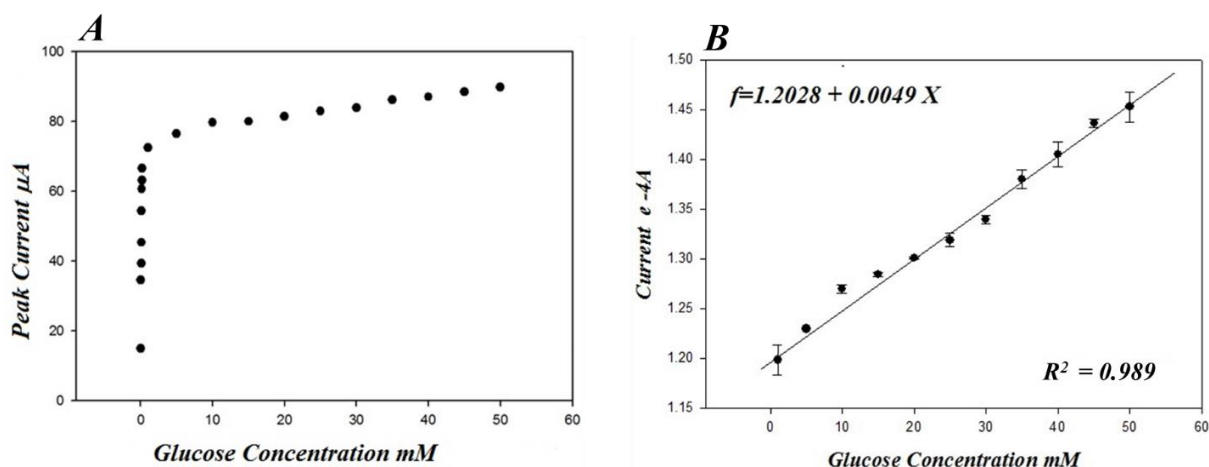 A
100
80
60
40
20
0
0 10 20 30 40 50 60
Peak Current µA
Glucose Concentration mM
B
1.50
1.45
1.40
1.35
1.30
1.25
1.20
1.15
0 10 20 30 40 50 60
f=1.2028 + 0.0049 X
R² = 0.989
Current e -4A
Glucose Concentration mM